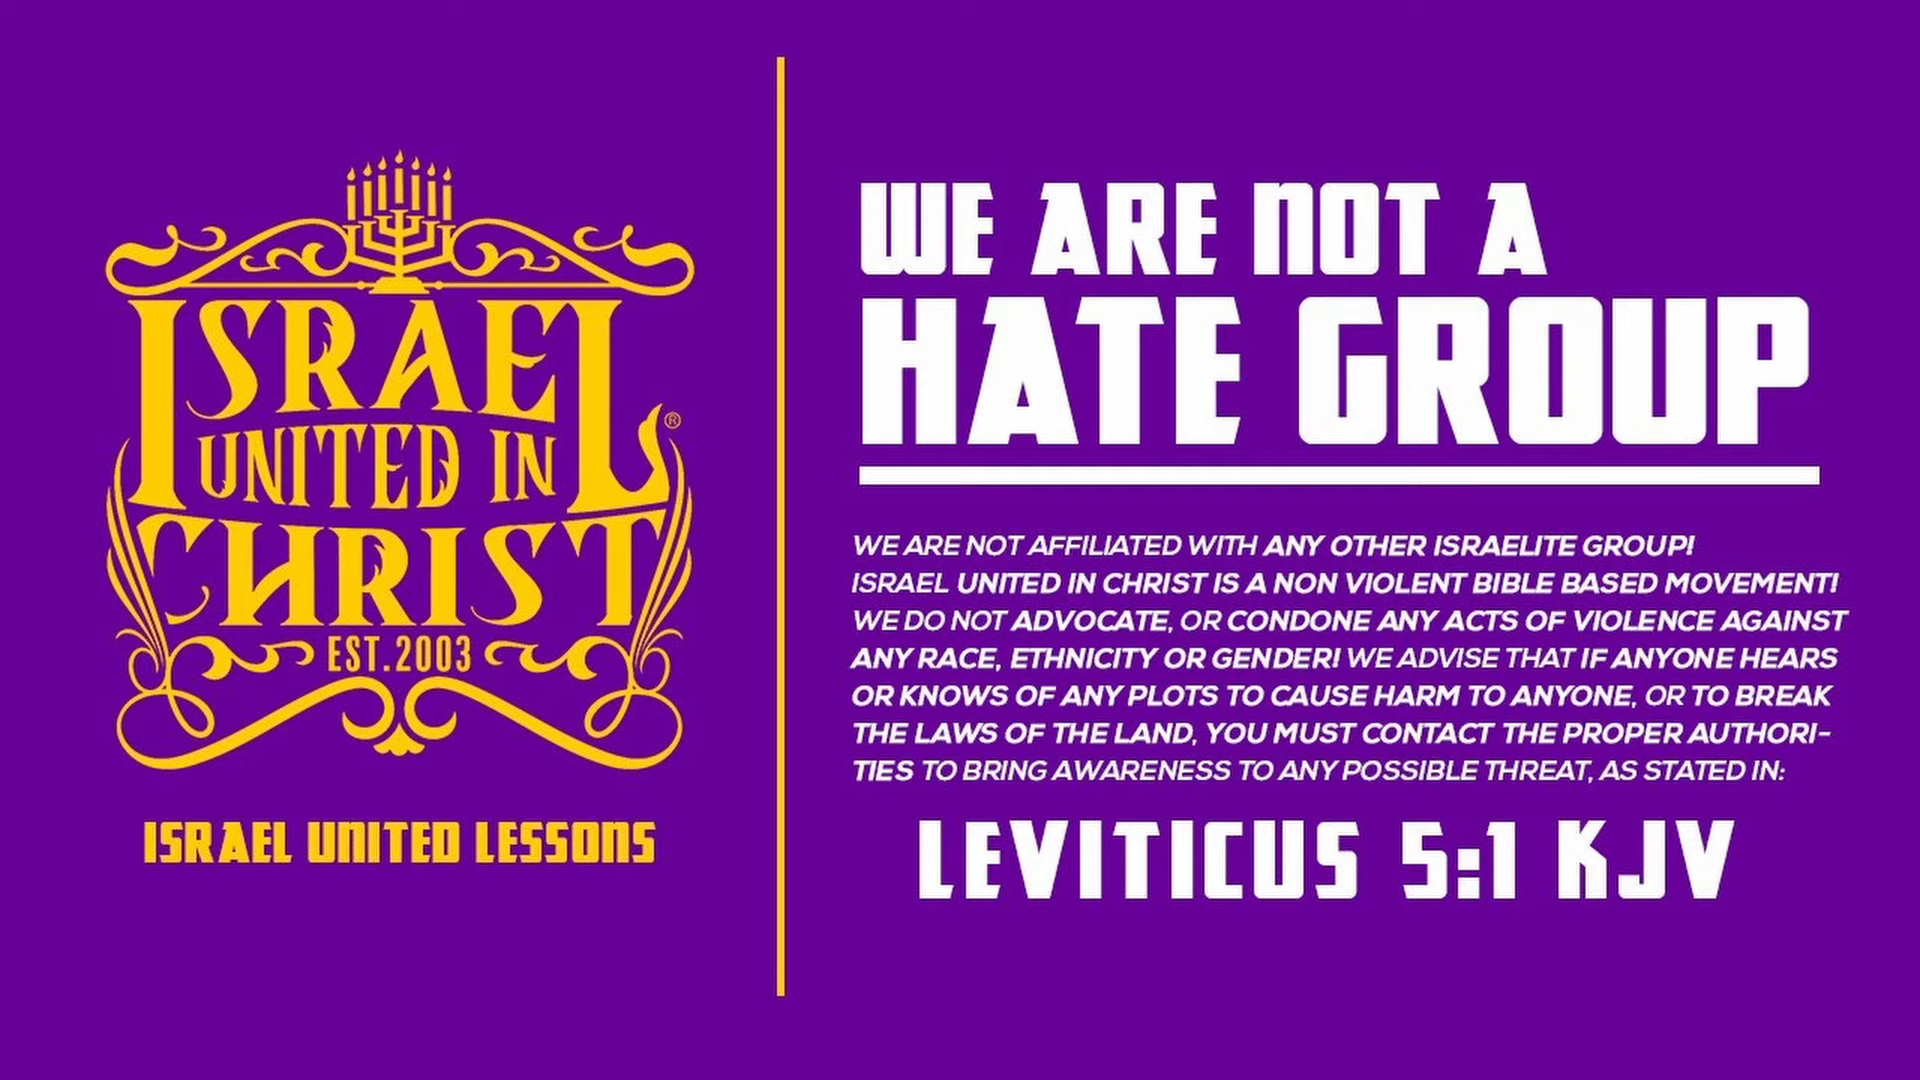 ISRAEL
UNITED IN
CHRIST
®
EST.2003
ISRAEL UNITED LESSONS
WE ARE NOT A
HATE GROUP
WE ARE NOT AFFILIATED WITH ANY OTHER ISRAELITE GROUP!
ISRAEL UNITED IN CHRIST IS A NON VIOLENT BIBLE BASED MOVEMENT!
WE DO NOT ADVOCATE, OR CONDONE ANY ACTS OF VIOLENCE AGAINST
ANY RACE, ETHNICITY OR GENDER! WE ADVISE THAT IF ANYONE HEARS
OR KNOWS OF ANY PLOTS TO CAUSE HARM TO ANYONE, OR TO BREAK
THE LAWS OF THE LAND, YOU MUST CONTACT THE PROPER AUTHORI-
TIES TO BRING AWARENESS TO ANY POSSIBLE THREAT, AS STATED IN:
LEVITICUS 5:1 KJV